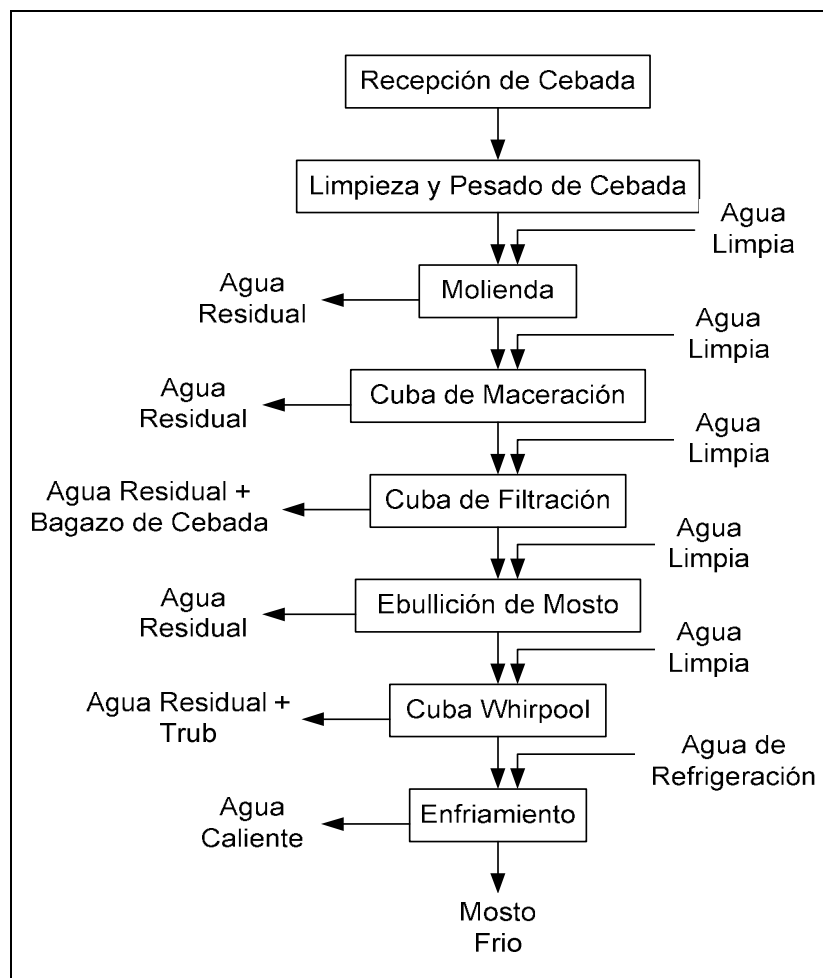 Recepción de Cebada
Limpieza y Pesado de Cebada
Agua
Limpia
Molienda
Agua
Residual
Agua
Limpia
Cuba de Maceración
Agua
Residual
Agua
Limpia
Cuba de Filtración
Agua Residual +
Bagazo de Cebada
Agua
Limpia
Ebullición de Mosto
Agua
Residual
Agua
Limpia
Cuba Whirpool
Agua Residual +
Trub
Agua de
Refrigeración
Enfriamiento
Agua
Caliente
Mosto
Frio